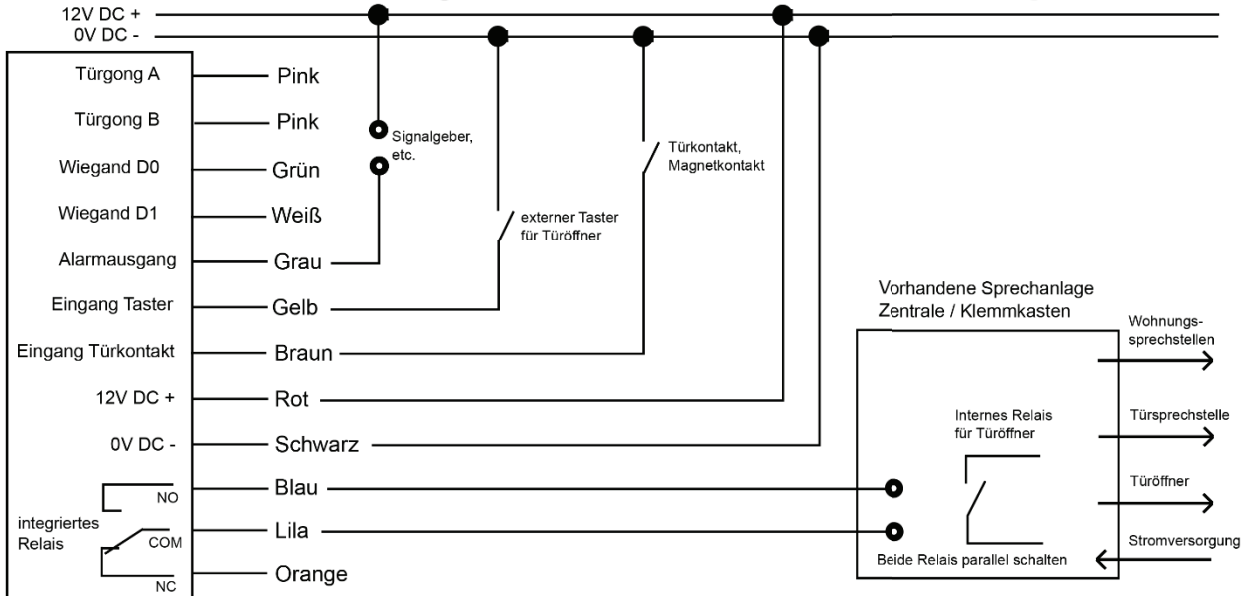 12V DC +
0V DC -
Türgong A
Pink
Türgong B
Pink
Signalgeber,
etc.
Türkontakt,
Magnetkontakt
Wiegand D0
Grün
Wiegand D1
Weiß
externer Taster
für Türöffner
Alarmausgang
Grau
Eingang Taster
Gelb
Eingang Türkontakt
Braun
12V DC +
Rot
0V DC -
Schwarz
NO
Blau
integriertes
Relais
COM
Lila
NC
Orange
Vorhandene Sprechanlage
Zentrale / Klemmkasten
Wohnungs-
sprechstellen
Internes Relais
für Türöffner
Türsprechstelle
Türöffner
Stromversorgung
Beide Relais parallel schalten